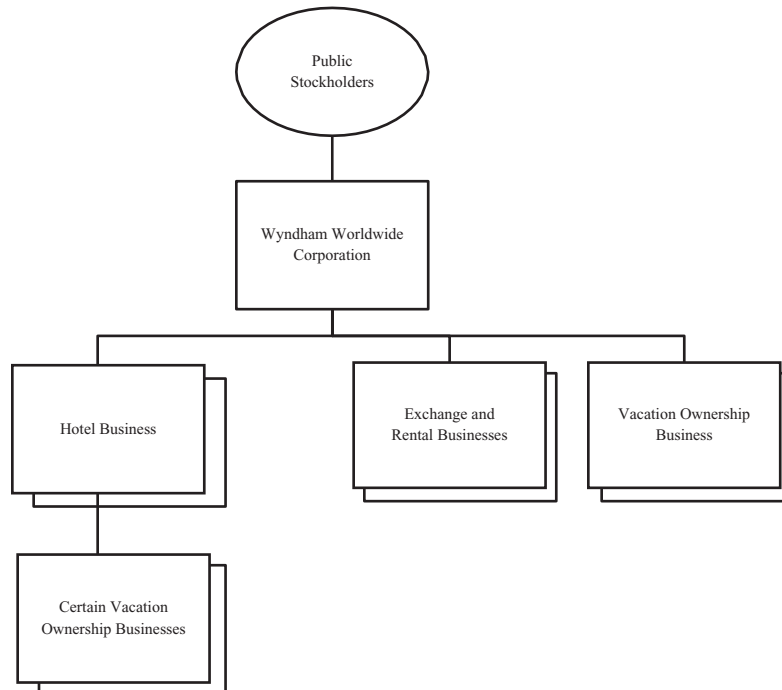 Public
Stockholders
Wyndham Worldwide
Corporation
Hotel Business
Exchange and
Rental Businesses
Vacation Ownership
Business
Certain Vacation
Ownership Businesses